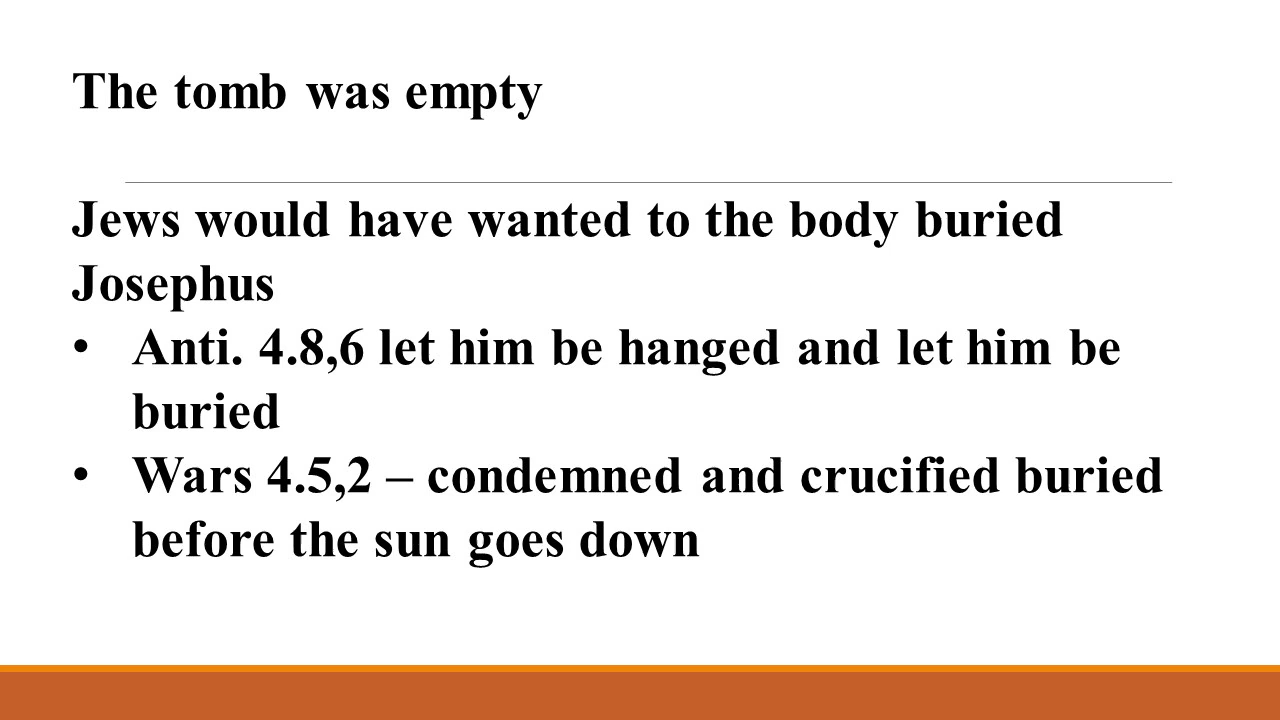 The tomb was empty
Jews would have wanted to the body buried
Josephus
• Anti. 4.8,6 let him be hanged and let him be
buried
• Wars 4.5,2 – condemned and crucified buried
before the sun goes down